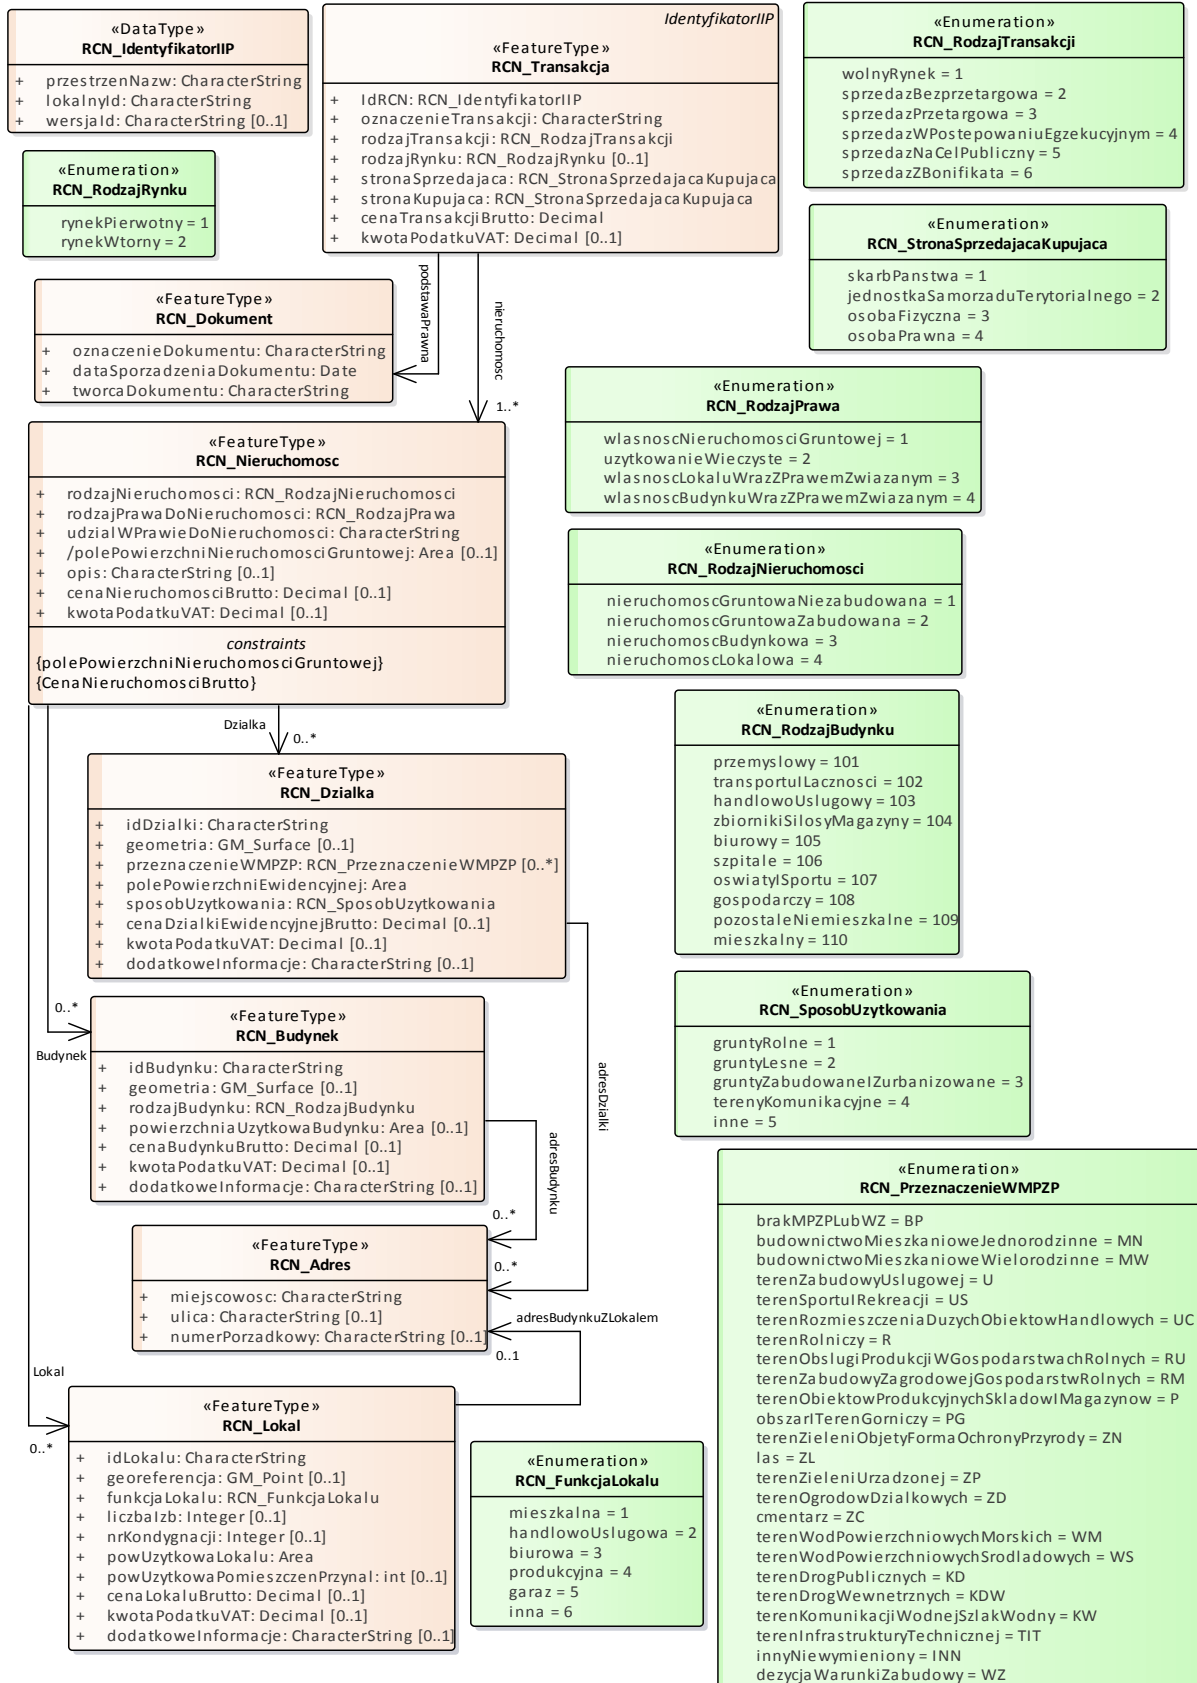 «DataType»
RCN_IdentyfikatorIIP
+ przestrzenNazw: CharacterString
+ lokalnyId: CharacterString
+ wersjaId: CharacterString [0..1]
«Enumeration»
RCN_RodzajRynku
rynekPierwotny = 1
rynekWtorny = 2
IdentyfikatorIIP
«FeatureType»
RCN_Transakcja
+ IdRCN: RCN_IdentyfikatorIIP
+ oznaczenieTransakcji: CharacterString
+ rodzajTransakcji: RCN_RodzajTransakcji
+ rodzajRynku: RCN_RodzajRynku [0..1]
+ stronaSprzedajaca: RCN_StronaSprzedajacaKupujaca
+ stronaKupujaca: RCN_StronaSprzedajacaKupujaca
+ cenaTransakcjiBrutto: Decimal
+ kwotaPodatkuVAT: Decimal [0..1]
«Enumeration»
RCN_RodzajTransakcji
wolnyRynek = 1
sprzedazBezprzetargowa = 2
sprzedazPrzetargowa = 3
sprzedazWPostepowaniuEgzekucyjnym = 4
sprzedazNaCelPubliczny = 5
sprzedazZBonifikata = 6
«Enumeration»
RCN_StronaSprzedajacaKupujaca
skarbPanstwa = 1
jednostkaSamorzaduTerytorialnego = 2
osobaFizyczna = 3
osobaPrawna = 4
podstawaPrawna
nieruchomosc
1..*
«FeatureType»
RCN_Dokument
+ oznaczenieDokumentu: CharacterString
+ dataSporzadzeniaDokumentu: Date
+ tworcaDokumentu: CharacterString
«Enumeration»
RCN_RodzajPrawa
wlasnoscNieruchomosciGruntowej = 1
uzytkowanieWieczyste = 2
wlasnoscLokaluWrazZPrawemZwiazanym = 3
wlasnoscBudynkuWrazZPrawemZwiazanym = 4
«FeatureType»
RCN_Nieruchomosc
+ rodzajNieruchomosci: RCN_RodzajNieruchomosci
+ rodzajPrawaDoNieruchomosci: RCN_RodzajPrawa
+ udzialWPrawieDoNieruchomosci: CharacterString
+ /polePowierzchniNieruchomosciGruntowej: Area [0..1]
+ opis: CharacterString [0..1]
+ cenaNieruchomosciBrutto: Decimal [0..1]
+ kwotaPodatkuVAT: Decimal [0..1]
constraints
{polePowierzchniNieruchomosciGruntowej}
{CenaNieruchomosciBrutto}
«Enumeration»
RCN_RodzajNieruchomosci
nieruchomoscGruntowaNiezabudowana = 1
nieruchomoscGruntowaZabudowana = 2
nieruchomoscBudynkowa = 3
nieruchomoscLokalowa = 4
Dzialka
0..*
«FeatureType»
RCN_Dzialka
+ idDzialki: CharacterString
+ geometria: GM_Surface [0..1]
+ przeznaczenieWMPZP: RCN_PrzeznaczenieWMPZP [0..*]
+ polePowierzchniEwidencyjnej: Area
+ sposobUzytkowania: RCN_SposobUzytkowania
+ cenaDzialkiEwidencyjnejBrutto: Decimal [0..1]
+ kwotaPodatkuVAT: Decimal [0..1]
+ dodatkoweInformacje: CharacterString [0..1]
«Enumeration»
RCN_RodzajBudynku
przemyslowy = 101
transportuILacznosci = 102
handlowoUslugowy = 103
zbiornikiSilosyMagazyny = 104
biurowy = 105
szpitale = 106
oswiatyISportu = 107
gospodarczy = 108
pozostaleNiemieszkalne = 109
mieszkalny = 110
0..*
Budynek
«FeatureType»
RCN_Budynek
+ idBudynku: CharacterString
+ geometria: GM_Surface [0..1]
+ rodzajBudynku: RCN_RodzajBudynku
+ powierzchniaUzytkowaBudynku: Area [0..1]
+ cenaBudynkuBrutto: Decimal [0..1]
+ kwotaPodatkuVAT: Decimal [0..1]
+ dodatkoweInformacje: CharacterString [0..1]
adresDzialki
adresBudynku
«Enumeration»
RCN_SposobUzytkowania
gruntyRolne = 1
gruntyLesne = 2
gruntyZabudowaneIZurbanizowane = 3
terenyKomunikacyjne = 4
inne = 5
0..*
0..*
«FeatureType»
RCN_Adres
+ miejscowosc: CharacterString
+ ulica: CharacterString [0..1]
+ numerPorzadkowy: CharacterString [0..1]
adresBudynkuZLokalem
0..1
Lokal
0..*
«FeatureType»
RCN_Lokal
+ idLokalu: CharacterString
+ georeferencja: GM_Point [0..1]
+ funkcjaLokalu: RCN_FunkcjaLokalu
+ liczbaIzb: Integer [0..1]
+ nrKondygnacji: Integer [0..1]
+ powUzytkowaLokalu: Area
+ powUzytkowaPomieszczenPrzynal: int [0..1]
+ cenaLokaluBrutto: Decimal [0..1]
+ kwotaPodatkuVAT: Decimal [0..1]
+ dodatkoweInformacje: CharacterString [0..1]
«Enumeration»
RCN_FunkcjaLokalu
mieszkalna = 1
handlowoUslugowa = 2
biurowa = 3
produkcyjna = 4
garaz = 5
inna = 6
«Enumeration»
RCN_PrzeznaczenieWMPZP
brakMPZPLubWZ = BP
budownictwoMieszkanioweJednorodzinne = MN
budownictwoMieszkanioweWielorodzinne = MW
terenZabudowyUslugowej = U
terenSportuIRekreacji = US
terenRozmieszczeniaDuzychObiektowHandlowych = UC
terenRolniczy = R
terenObslugiProdukcjiWGospodarstwachRolnych = RU
terenZabudowyZagrodowejGospodarstwRolnych = RM
terenObiektowProdukcyjnychSkladowIMagazynow = P
obszarITerenGorniczy = PG
terenZieleniObjetyFormaOchronyPrzyrody = ZN
las = ZL
terenZieleniUrzadzonej = ZP
terenOgrodowDzialkowych = ZD
cmentarz = ZC
terenWodPowierzchniowychMorskich = WM
terenWodPowierzchniowychSrodladowych = WS
terenDrogPublicznych = KD
terenDrogWewnetrznych = KDW
terenKomunikacjiWodnejSzlakWodny = KW
terenInfrastrukturyTechnicznej = TIT
innyNiewymieniony = INN
dezycjaWarunkiZabudowy = WZ